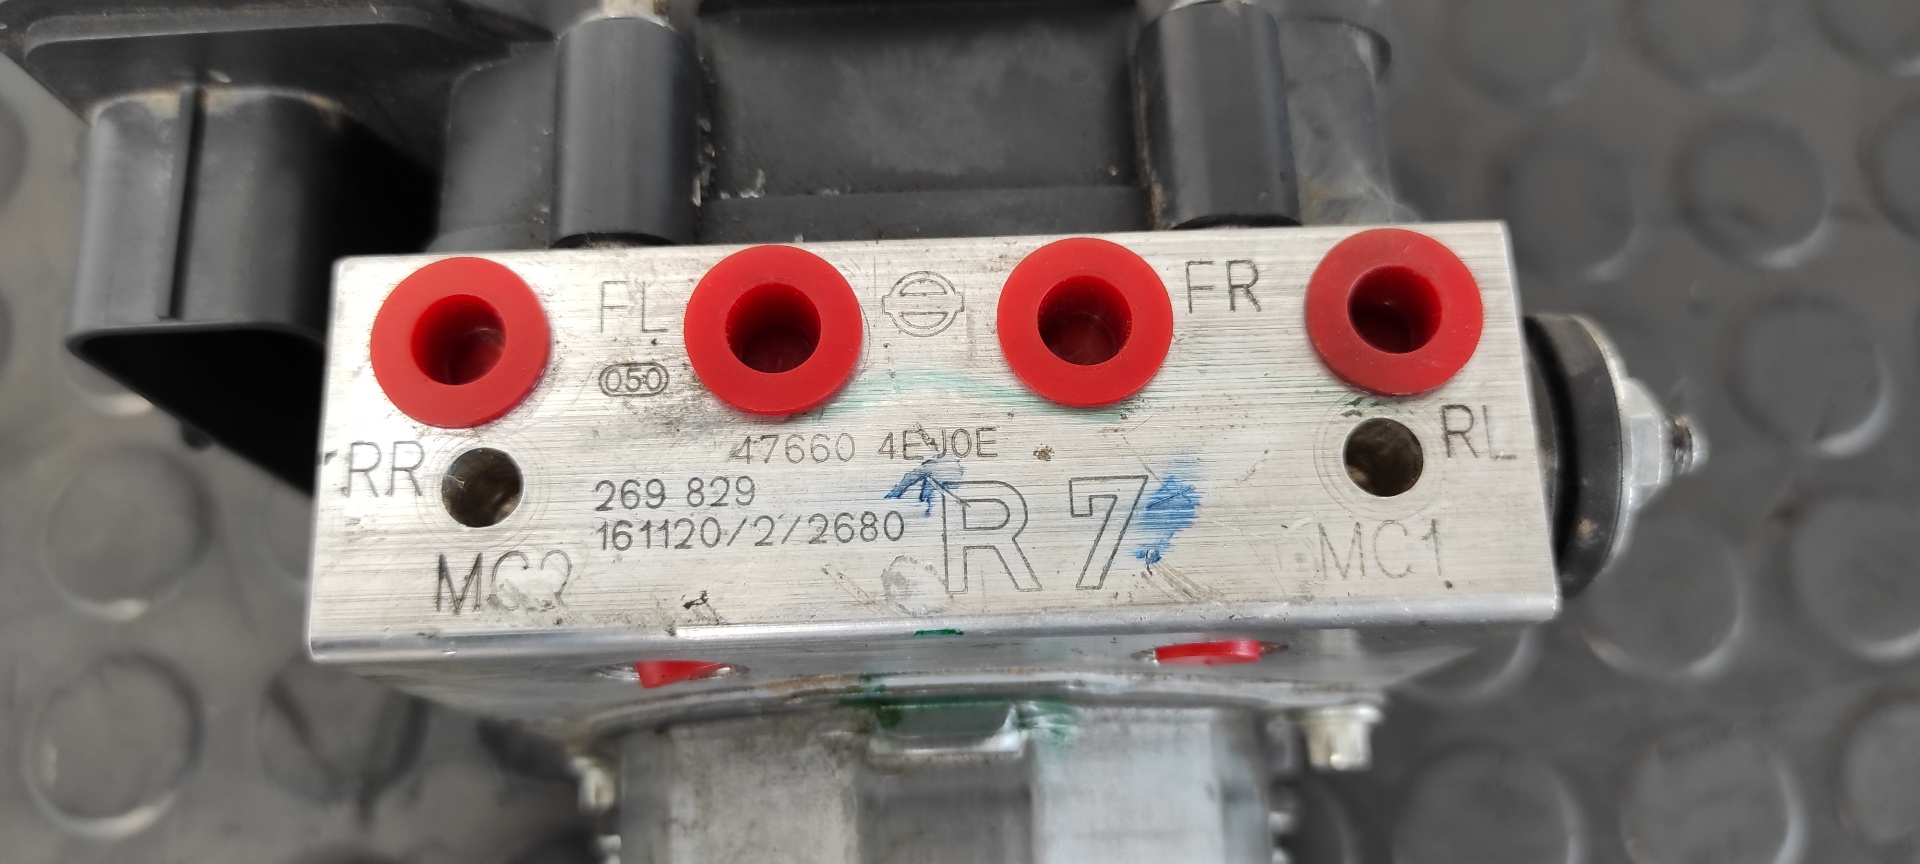 FL FR
050
RR RL
47660 4EJ0E
269 829
161120/2/2680
R 7
MC2 MC1